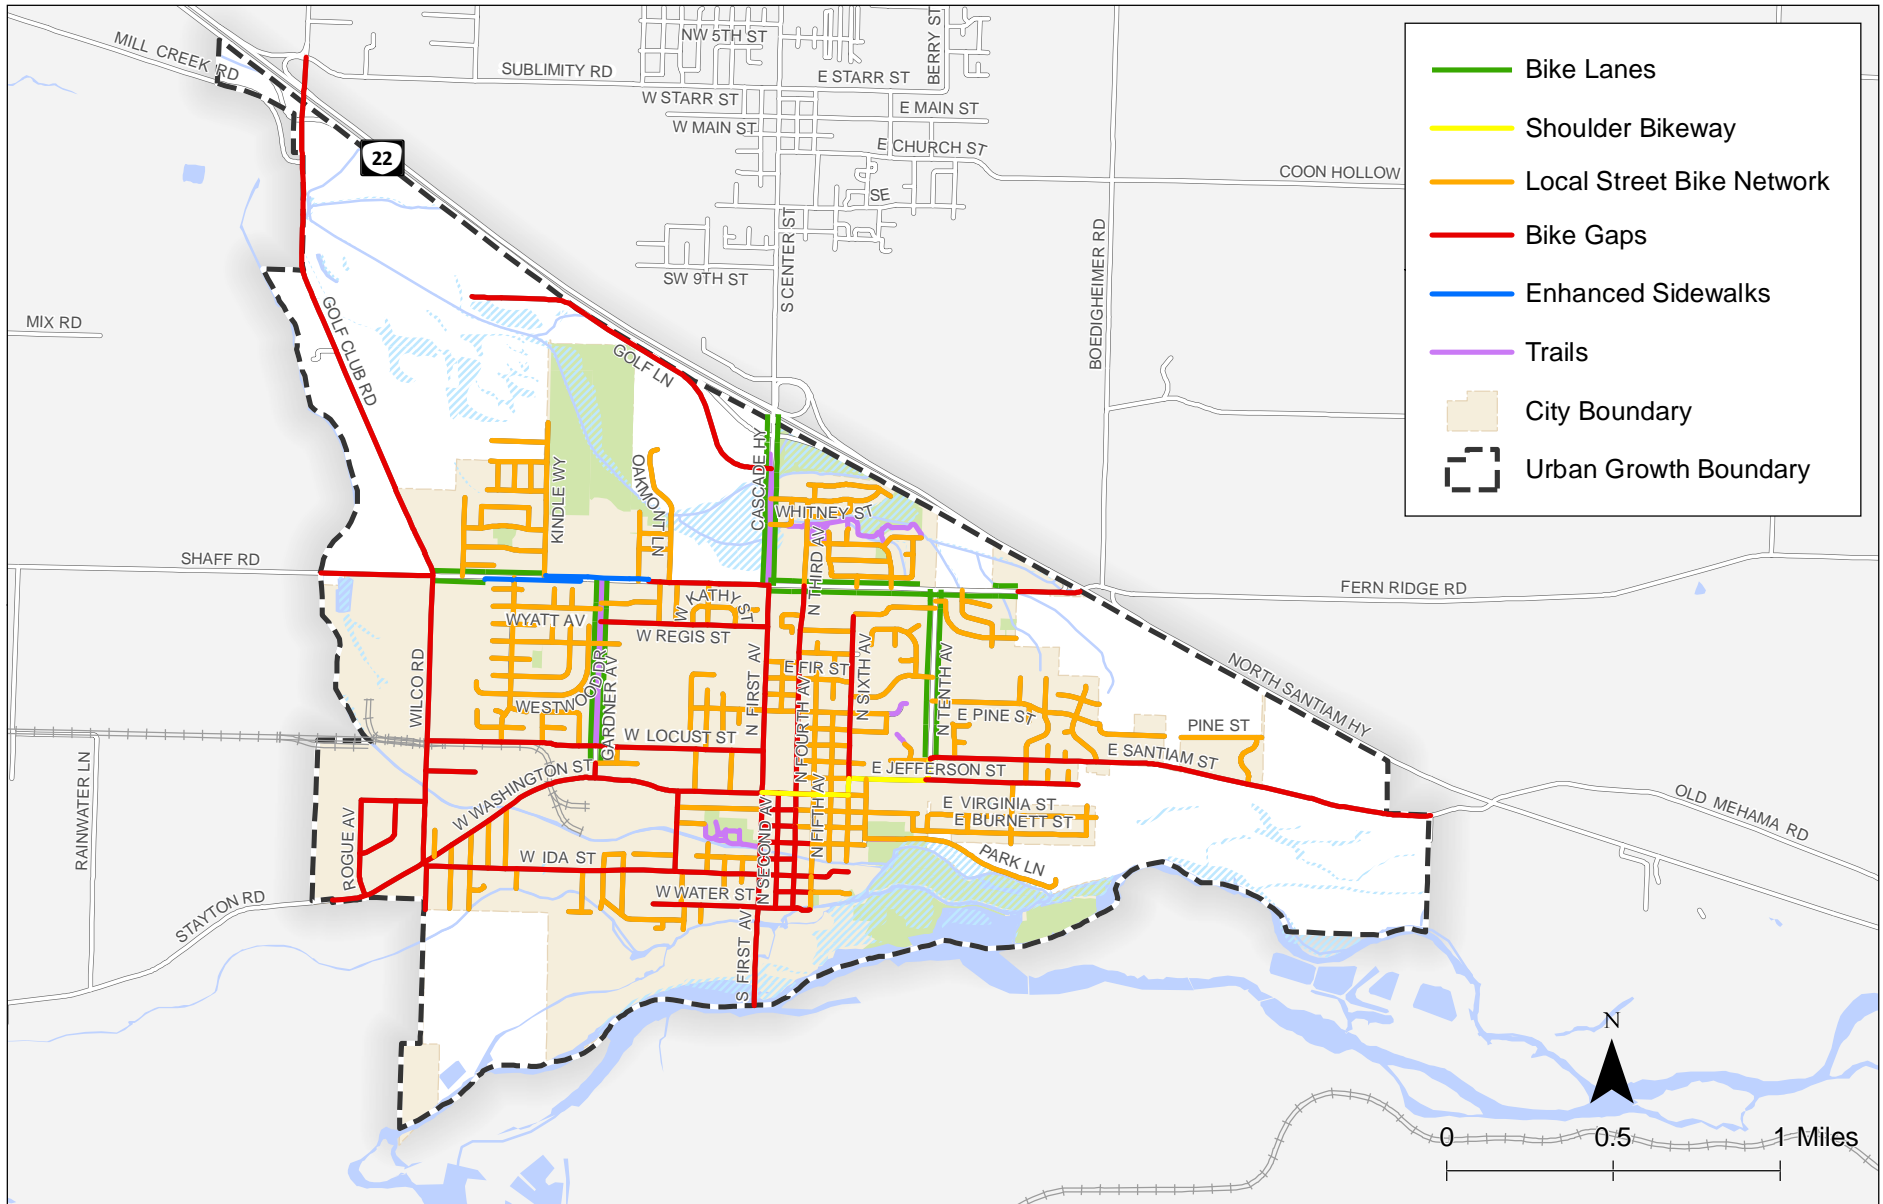 MILL CREEK RD
SUBLIMITY RD
NW 5TH ST
BERRY ST
E STARR ST
W STARR ST
E MAIN ST
W MAIN ST
E CHURCH ST
SE
COON HOLLOW
22
S CENTER ST
SW 9TH ST
BOEDIGHEIMER RD
MIX RD
GOLF CLUB RD
GOLF LN
KINDLE WY
OAKMONT LN
CASCADE HY
WHITNEY ST
N THIRD AV
SHAFF RD
FERN RIDGE RD
WYATT AV
W KATHY ST
W REGIS ST
WILCO RD
WESTWOOD DR
GARDNER AV
N FIRST AV
E FIR ST
N FOURTH AV
N SIXTH AV
N TENTH AV
E PINE ST
PINE ST
NORTH SANTIAM HY
W LOCUST ST
E SANTIAM ST
E JEFFERSON ST
RAINWATER LN
W WASHINGTON ST
ROGUE AV
N SECOND AV
N FIFTH AV
E VIRGINIA ST
E BURNETT ST
OLD MEHAMA RD
W IDA ST
PARK LN
W WATER ST
STAYTON RD
S FIRST AV
Bike Lanes
Shoulder Bikeway
Local Street Bike Network
Bike Gaps
Enhanced Sidewalks
Trails
City Boundary
Urban Growth Boundary
N
0 0.5 1 Miles